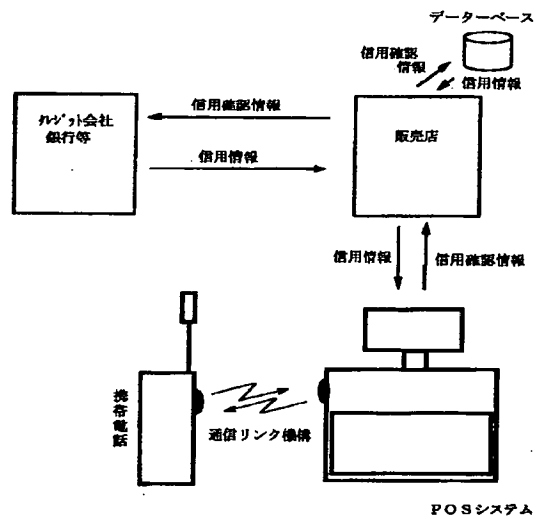 データーベース
信用確認
情報
信用情報
信用確認情報
クレジット会社
銀行等
販売店
信用情報
信用情報
信用確認情報
携帯電話
通信リンク機構
POSシステム